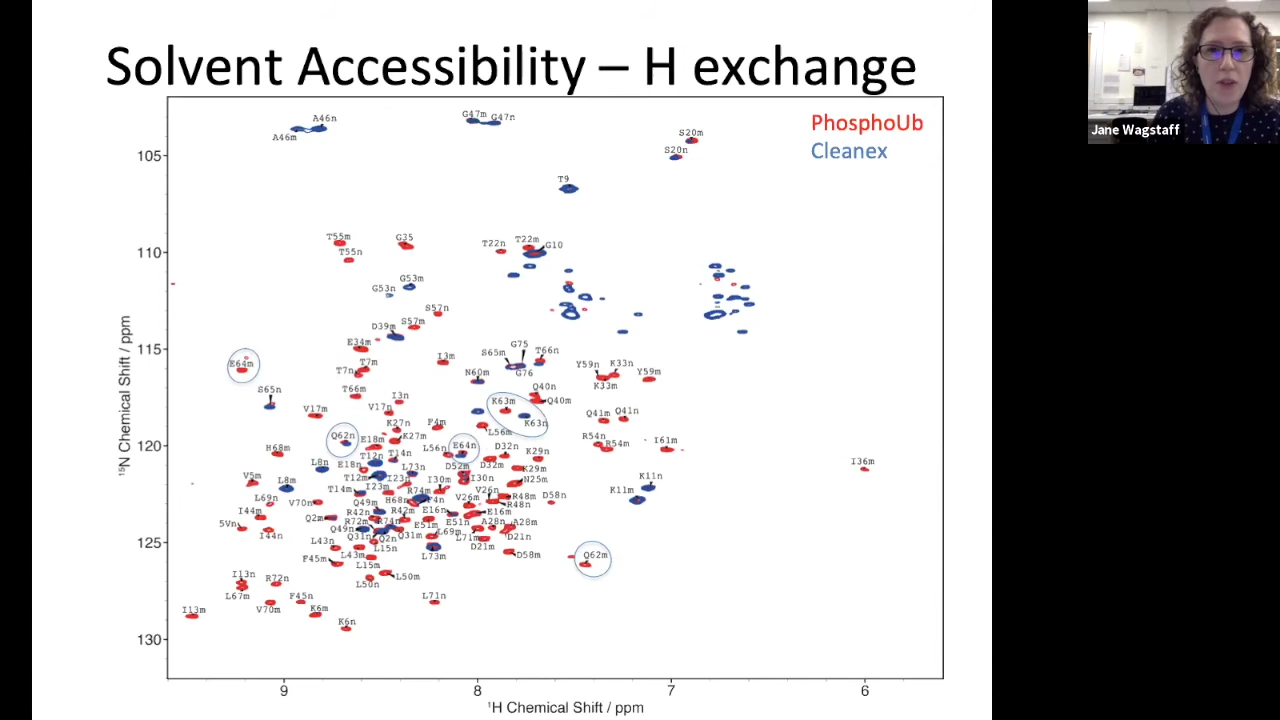 Solvent Accessibility – H exchange
PhosphoUb
Cleanex
Jane Wagstaff
A46n
A46m
G47m
G47n
S20m
S20n
105
T9
T55m
T55n
G35
T22n
T22m
G10
110
G53m
G53n
S57n
S57m
D39m
E34m
115
I3m
S65m
G75
G76
T66n
E64m
T7m
T7n
N60m
Y59n
K33n
K33m
Y59m
S65n
T66m
I3n
Q40n
Q40m
K63m
K63n
V17m
V17n
K27n
F4m
L56m
Q41m
Q41n
120
Q62n
E18m
K27m
E64n
D32n
R54n
R54m
I61m
H68m
T12n
T14n
L56n
D32m
K29n
I36m
L8n
E18n
L73n
D52m
K29m
V5m
L8m
T12m
I23n
I23m
I30m
I30n
N25m
K11n
K11m
L69n
V70n
T14m
R74m
H68n
F4n
V26m
V26n
R48m
R48n
D58n
I44m
Q2m
Q49m
R42n
R42m
E16n
E16m
5Vn
I44n
R72m
R74n
Q49n
Q31n
Q2n
Q31m
E51m
E51n
L69m
L71m
A28n
A28m
D21n
D21m
125
L43n
L43m
L15n
L15m
L73m
D58m
Q62m
F45m
L50n
L50m
I13n
L67m
R72n
V70m
F45n
K6m
L71n
I13m
K6n
130
15N Chemical Shift / ppm
9
8
7
6
1H Chemical Shift / ppm